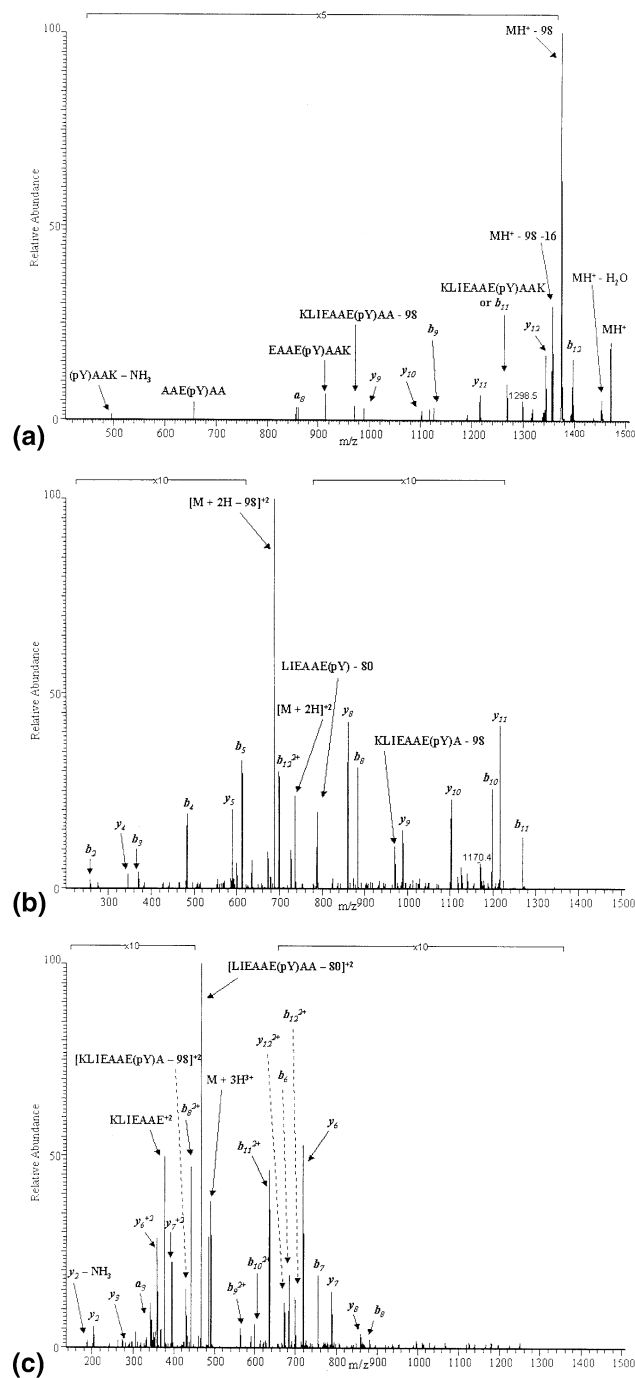 x5
100
50
0
Relative Abundance
MH⁺ - 98
MH⁺ - 98 -16
MH⁺ - H₂O
MH⁺
KLIEAAE(pY)AAK
or b₁₁
KLIEAAE(pY)AA - 98
b₉
y₁₂
b₁₂
EAAE(pY)AAK
y₉
y₁₀
y₁₁
1298.5
(pY)AAK – NH₃
AAE(pY)AA
a₈
500 600 700 800 900 1000 1100 1200 1300 1400 1500
m/z
(a)
x10 x10
100
50
0
Relative Abundance
[M + 2H – 98]⁺²
LIEAAE(pY) - 80
[M + 2H]⁺²
y₈
y₁₁
KLIEAAE(pY)A - 98
b₅
b₁₂²⁺
b₈
b₄
y₅
y₉
y₁₀
b₁₀
b₂
y₄
b₃
1170.4
b₁₁
200 300 400 500 600 700 800 900 1000 1100 1200 1300 1400 1500
m/z
(b)
x10 x10
100
50
0
Relative Abundance
[LIEAAE(pY)AA – 80]⁺²
b₁₂²⁺
y₁₂²⁺
[KLIEAAE(pY)A – 98]⁺²
b₆
M + 3H³⁺
KLIEAAE⁺²
b₈²⁺
y₆
b₁₁²⁺
y₆⁺²
y₇⁺²
y₂ – NH₃
a₃
y₂
y₃
b₉²⁺
b₁₀²⁺
b₇
y₇
y₈
b₈
200 400 600 800 1000 1200 1400
m/z
(c)